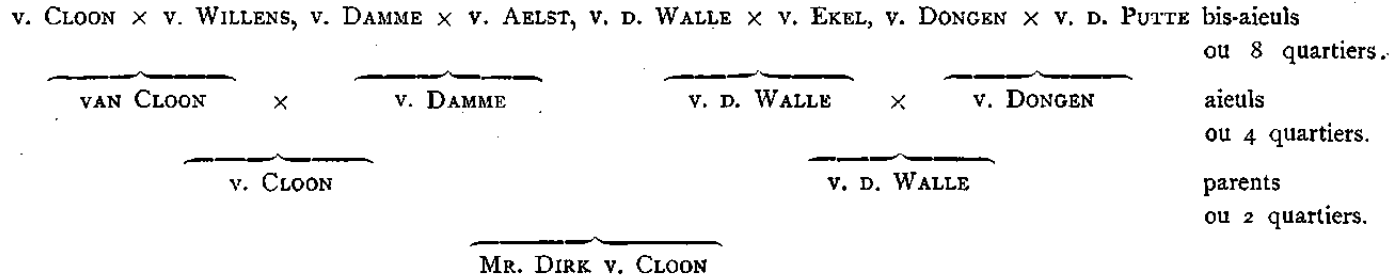 v. Cloon × v. Willens, v. Damme × v. Aelst, v. d. Walle × v. Ekel, v. Dongen × v. d. Putte bis-aieuls
ou 8 quartiers.
van Cloon × v. Damme v. d. Walle × v. Dongen aieuls
ou 4 quartiers.
v. Cloon v. d. Walle parents
ou 2 quartiers.
Mr. Dirk v. Cloon